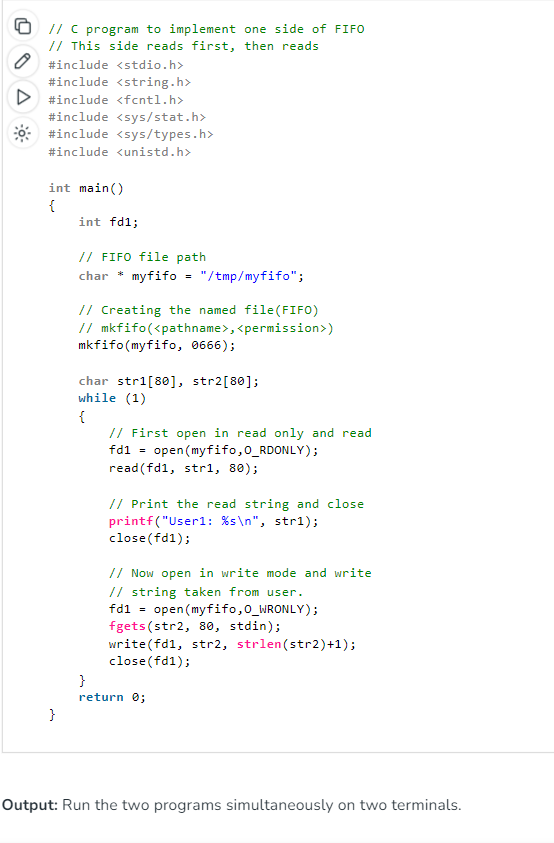 // C program to implement one side of FIFO
// This side reads first, then reads
#include <stdio.h>
#include <string.h>
#include <fcntl.h>
#include <sys/stat.h>
#include <sys/types.h>
#include <unistd.h>

int main()
{
    int fd1;

    // FIFO file path
    char * myfifo = "/tmp/myfifo";

    // Creating the named file(FIFO)
    // mkfifo(<pathname>,<permission>)
    mkfifo(myfifo, 0666);

    char str1[80], str2[80];
    while (1)
    {
        // First open in read only and read
        fd1 = open(myfifo,O_RDONLY);
        read(fd1, str1, 80);

        // Print the read string and close
        printf("User1: %s\n", str1);
        close(fd1);

        // Now open in write mode and write
        // string taken from user.
        fd1 = open(myfifo,O_WRONLY);
        fgets(str2, 80, stdin);
        write(fd1, str2, strlen(str2)+1);
        close(fd1);
    }
    return 0;
}
Output: Run the two programs simultaneously on two terminals.